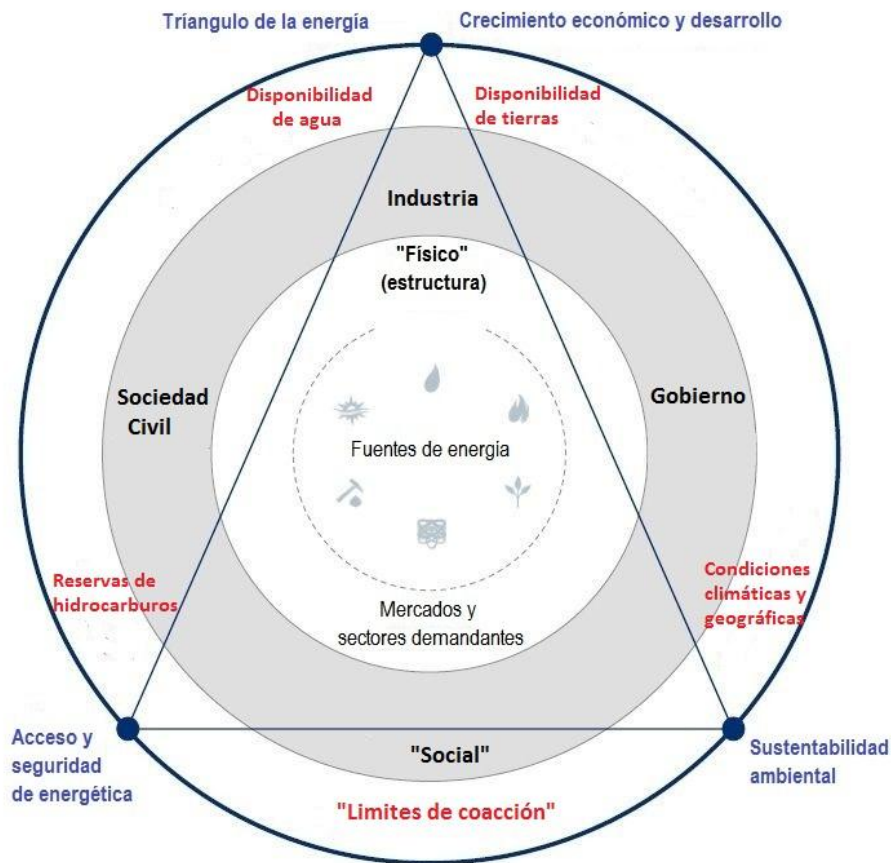 Tríangulo de la energía
Crecimiento económico y desarrollo
Disponibilidad
de agua
Disponibilidad
de tierras
Industria
"Físico"
(estructura)
Sociedad
Civil
Gobierno
Fuentes de energía
Reservas de
hidrocarburos
Condiciones
climáticas y
geográficas
Mercados y
sectores demandantes
Acceso y
seguridad
de energética
"Social"
Sustentabilidad
ambiental
"Limites de coacción"